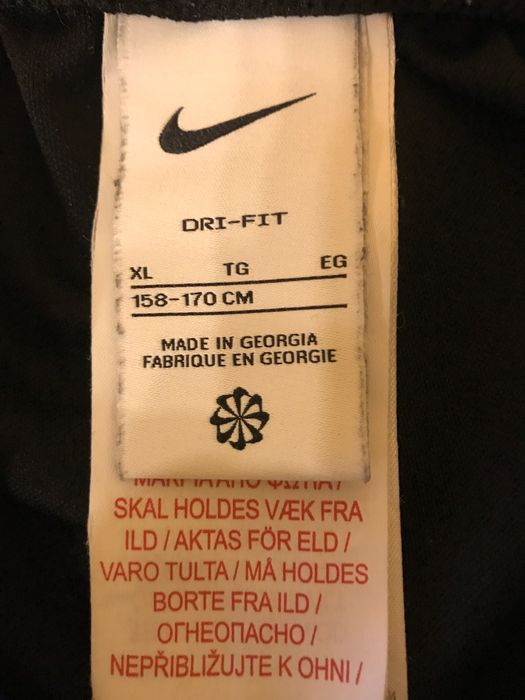 DRI-FIT
XL TG EG
158-170 CM
MADE IN GEORGIA
FABRIQUE EN GEORGIE
SKAL HOLDES VÆK FRA
ILD / AKTAS FÖR ELD /
VARO TULTA / MÅ HOLDES
BORTE FRA ILD /
ОГНЕОПАСНО /
NEPŘIBLIŽUJTE K OHNI /